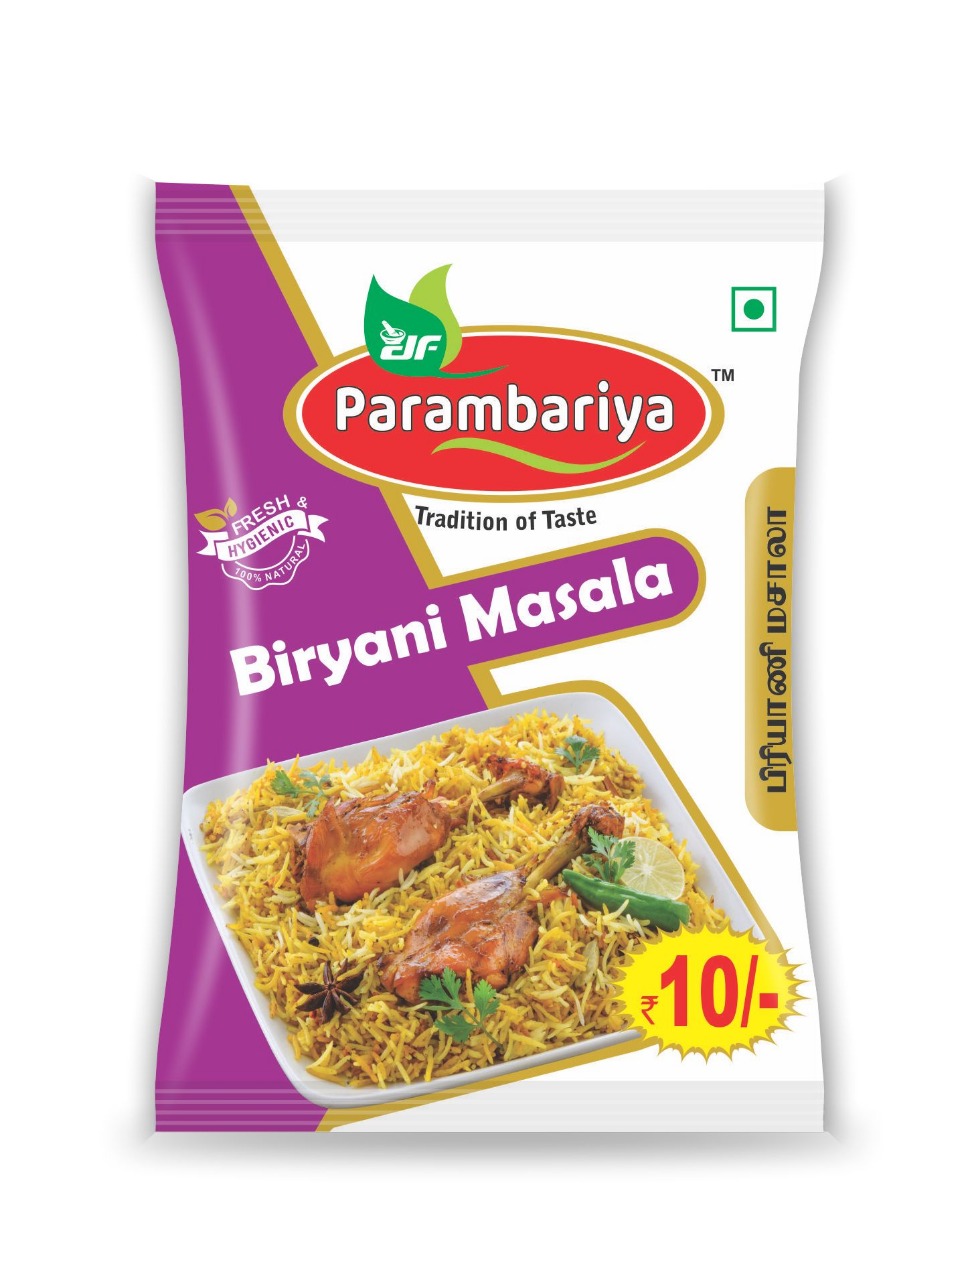 dF
Parambariya
TM
Tradition of Taste
FRESH &
HYGIENIC
100% NATURAL
Biryani Masala
பிரியாணி மசாலா
₹10/-